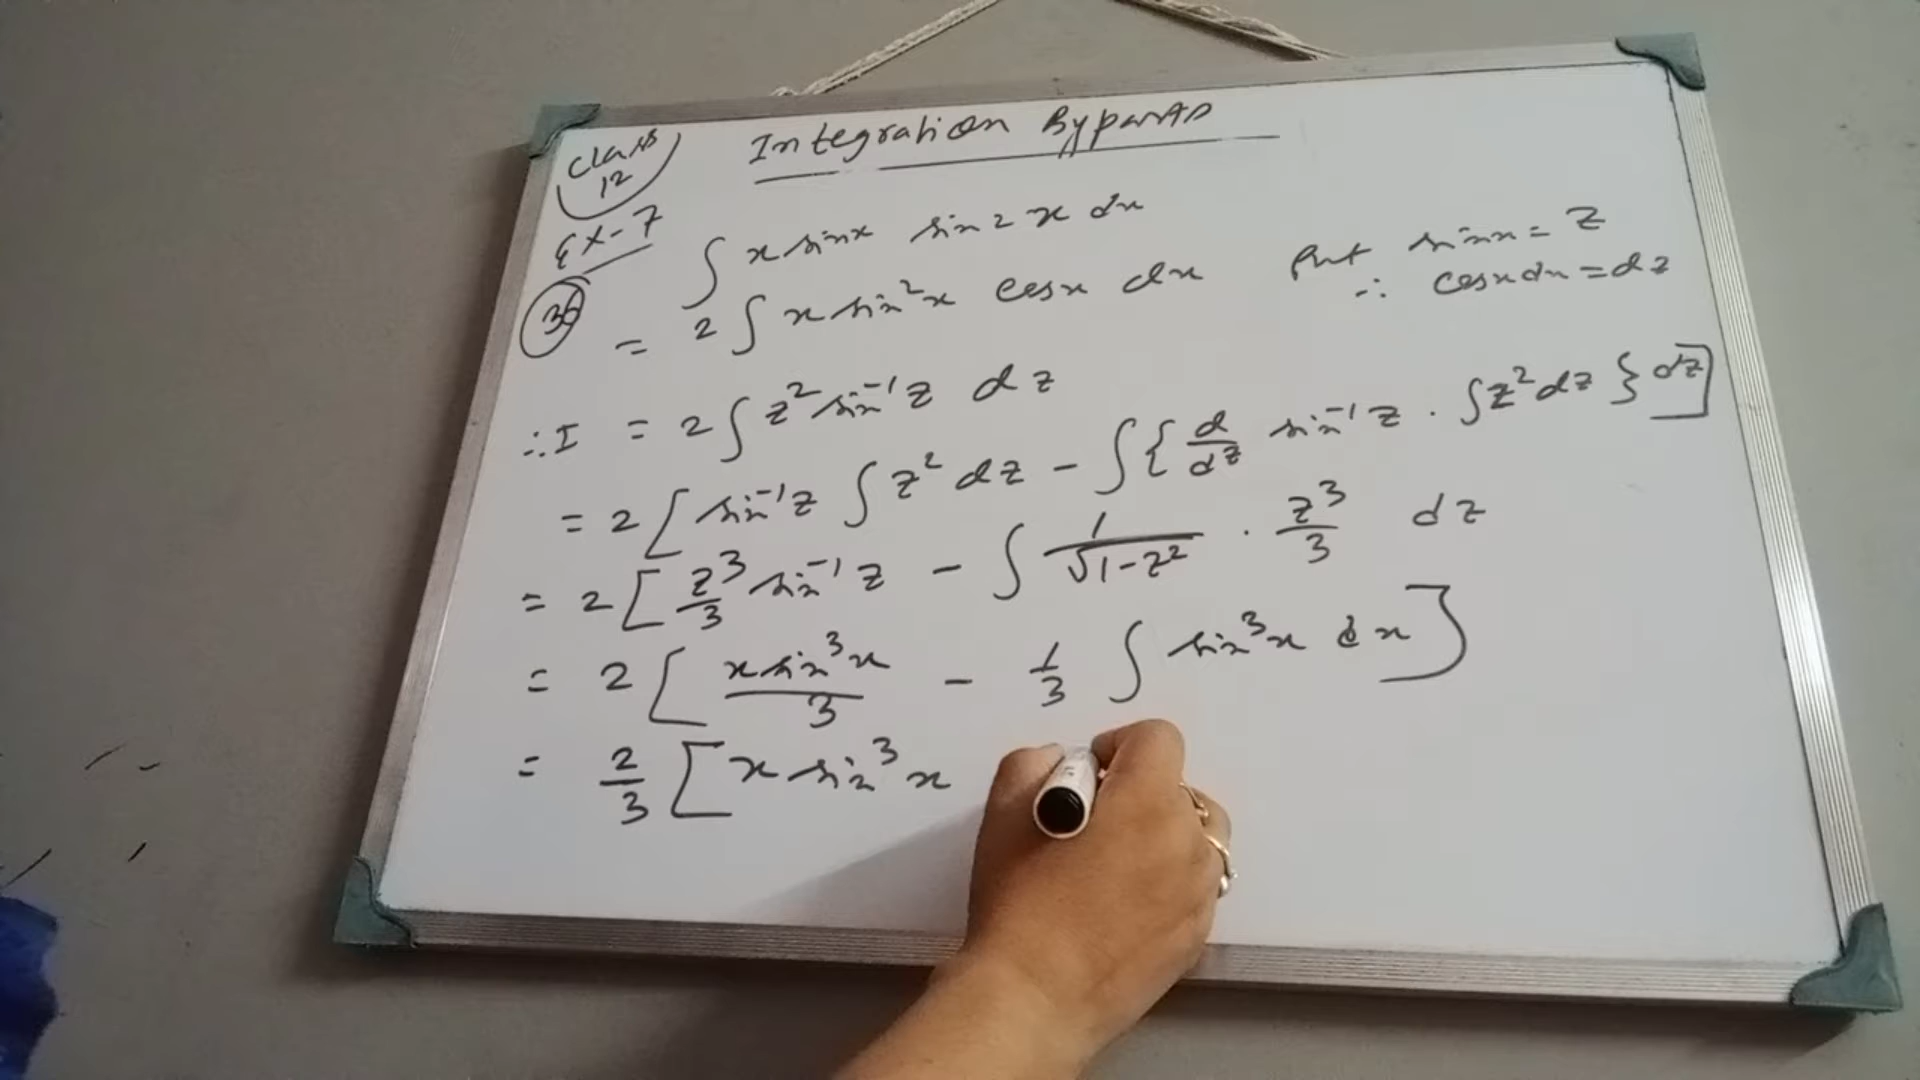 Class 12
Integration By parts
Ex-7
36
∫ x sinx sin2x dx
= 2 ∫ x sin²x cosx dx
Put sinx = z
∴ cosxdx = dz
∴ I = 2 ∫ z² sin⁻¹z dz
= 2 [ sin⁻¹z ∫ z² dz - ∫ { d/dz sin⁻¹z . ∫z² dz } dz ]
= 2 [ z³/3 sin⁻¹z - ∫ 1/√1-z² . z³/3 dz
= 2 [ x sin³x/3 - 1/3 ∫ sin³x dx ]
= 2/3 [ x sin³x